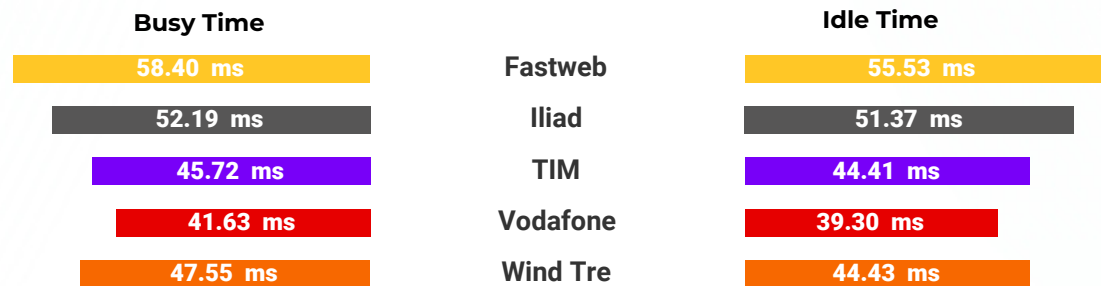 Busy Time Idle Time
58.40 ms Fastweb 55.53 ms
52.19 ms Iliad 51.37 ms
45.72 ms TIM 44.41 ms
41.63 ms Vodafone 39.30 ms
47.55 ms Wind Tre 44.43 ms